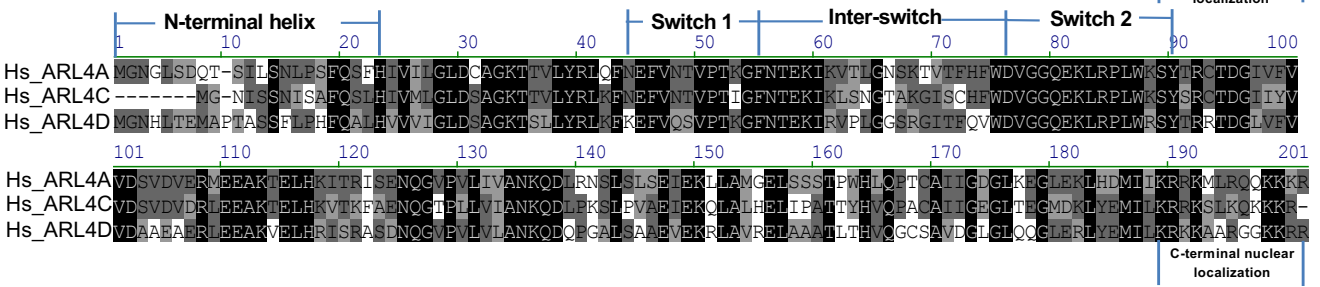 localization
N-terminal helix Switch 1 Inter-switch Switch 2
1 10 20 30 40 50 60 70 80 90 100
Hs_ARL4A MGNGLSDQT-SILSNLPSFQSFHIVILGLDCAGKTTVLYRLQFNEFVNTVPTKGFNTEKIKVTLGNSKTVTFHFWDVGGQEKLRPLWKSYTRCTDGIVFV
Hs_ARL4C -------MG-NISSNISAFQSLHIVMLGLDSAGKTTVLYRLKFNEFVNTVPTIGFNTEKIKLSNGTAKGISCHFWDVGGQEKLRPLWKSYSRCTDGIIYV
Hs_ARL4D MGNHLTEMAPTASSFLPHFQALHVVVIGLDSAGKTSLLYRLKFKEFVQSVPTKGFNTEKIRVPLGGSRGITFQVWDVGGQEKLRPLWRSYTRRTDGLVFV
101 110 120 130 140 150 160 170 180 190 201
Hs_ARL4A VDSVDVERMEEAKTELHKITRISENQGVPVLIVANKQDLRNSLSLSEIEKLLAMGELSSSTPWHLQPTCAIIGDGLKEGLEKLHDMIIKRRKMLRQQKKKR
Hs_ARL4C VDSVDVDRLEEAKTELHKVTKFAENQGTPLLVIANKQDLPKSLPVAEIEKQLALHELIPATTYHVQPACAIIGEGLTEGMDKLYEMILKRRKSLKQKKKR-
Hs_ARL4D VDAAEAERLEEAKVELHRISRASDNQGVPVLVLANKQDQPGALSAAEVEKRLAVRELAAATLTHVQGCSAVDGLGLQQGLERLYEMILKRKKAARGGKKRR
C-terminal nuclear
localization